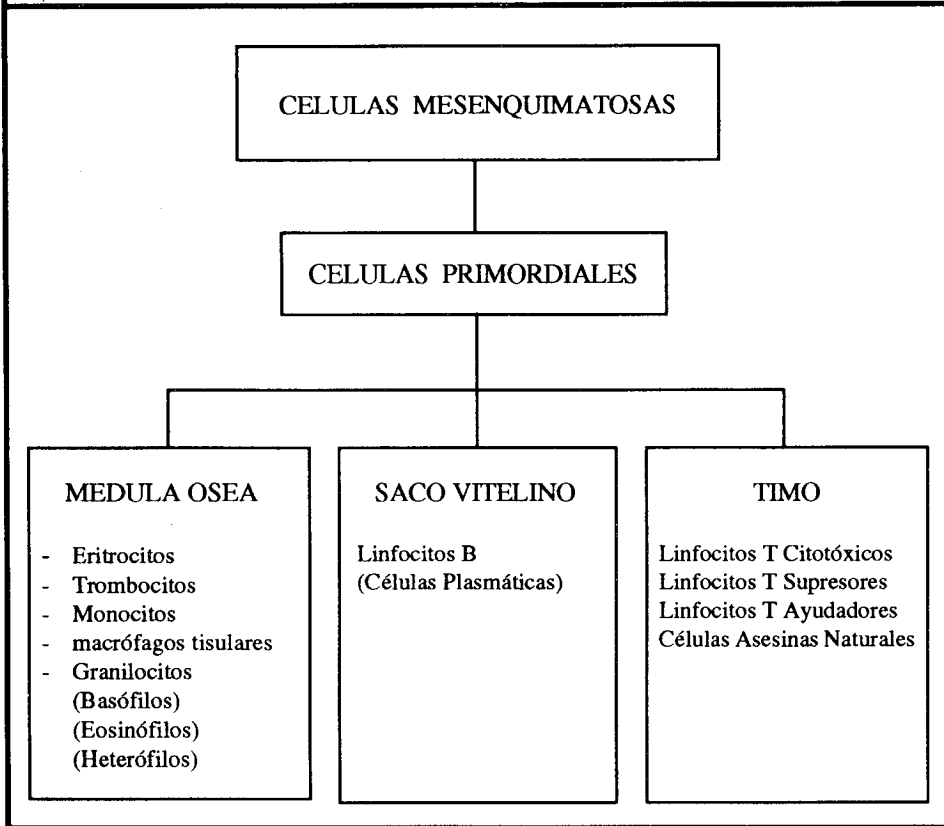 CELULAS MESENQUIMATOSAS
CELULAS PRIMORDIALES
MEDULA OSEA
- Eritrocitos
- Trombocitos
- Monocitos
- macrófagos tisulares
- Granilocitos
(Basófilos)
(Eosinófilos)
(Heterófilos)
SACO VITELINO
Linfocitos B
(Células Plasmáticas)
TIMO
Linfocitos T Citotóxicos
Linfocitos T Supresores
Linfocitos T Ayudadores
Células Asesinas Naturales